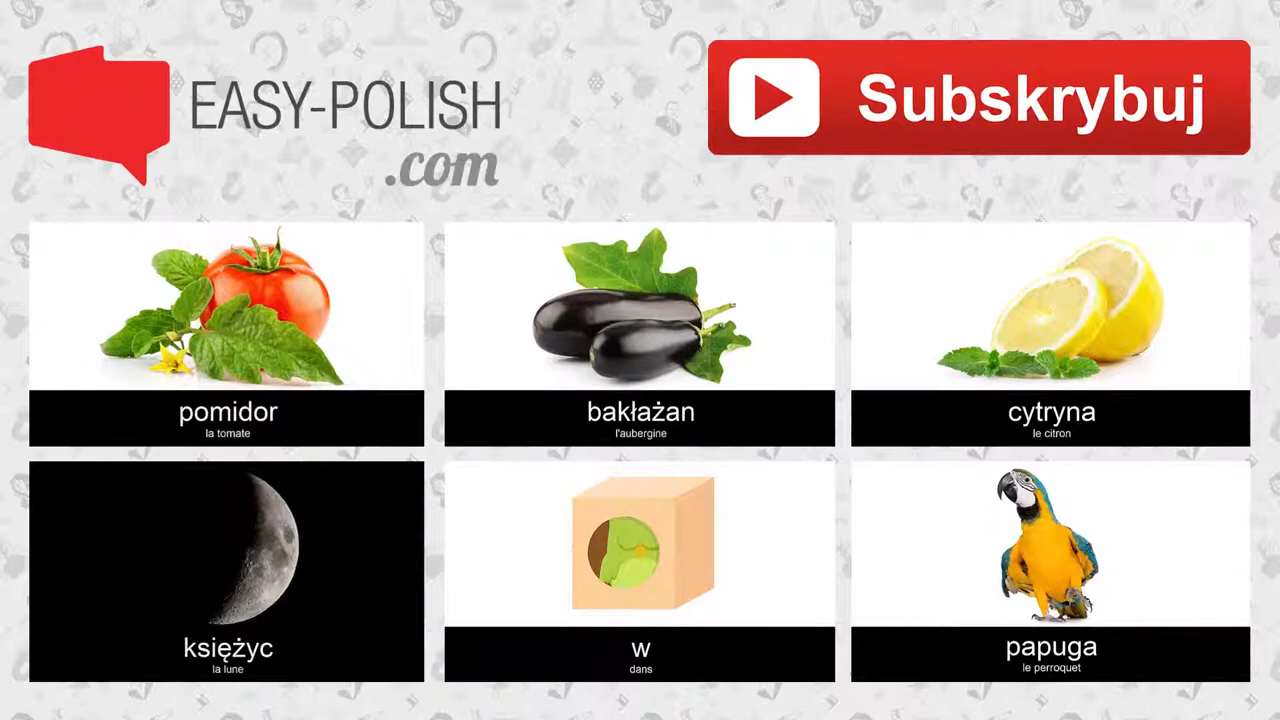 EASY-POLISH
.com
Subskrybuj
pomidor
la tomate
bakłażan
l'aubergine
cytryna
le citron
księżyc
la lune
w
dans
papuga
le perroquet